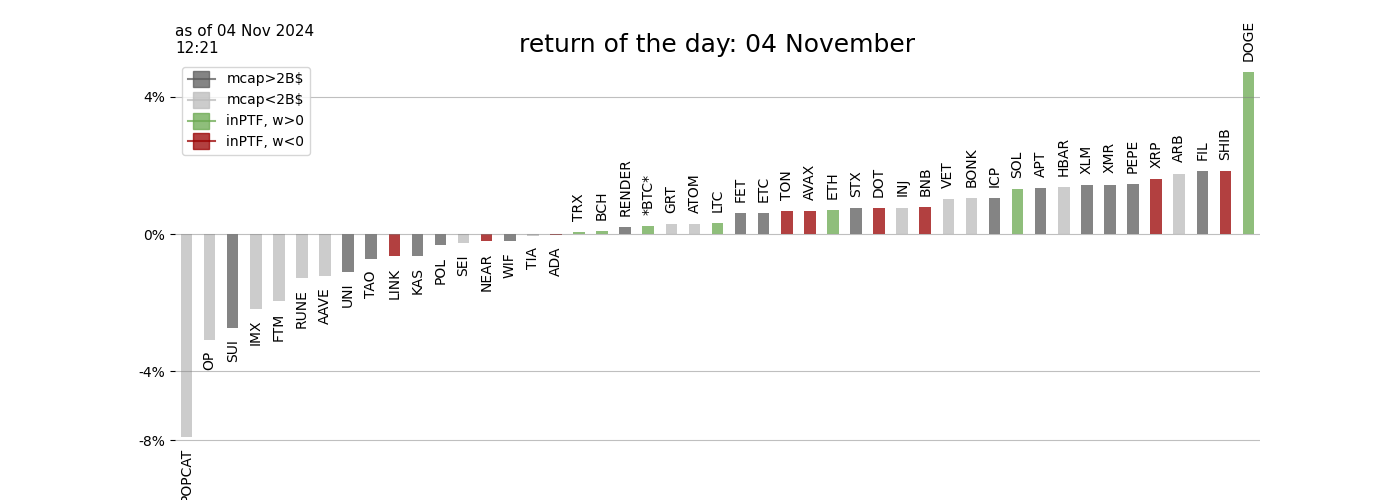 as of 04 Nov 2024
12:21
return of the day: 04 November
mcap>2B$
mcap<2B$
inPTF, w>0
inPTF, w<0
4%
0%
-4%
-8%
POPCAT
OP
SUI
IMX
FTM
RUNE
AAVE
UNI
TAO
LINK
KAS
POL
SEI
NEAR
WIF
TIA
ADA
TRX
BCH
RENDER
*BTC*
GRT
ATOM
LTC
FET
ETC
TON
AVAX
ETH
STX
DOT
INJ
BNB
VET
BONK
ICP
SOL
APT
HBAR
XLM
XMR
PEPE
XRP
ARB
FIL
SHIB
DOGE